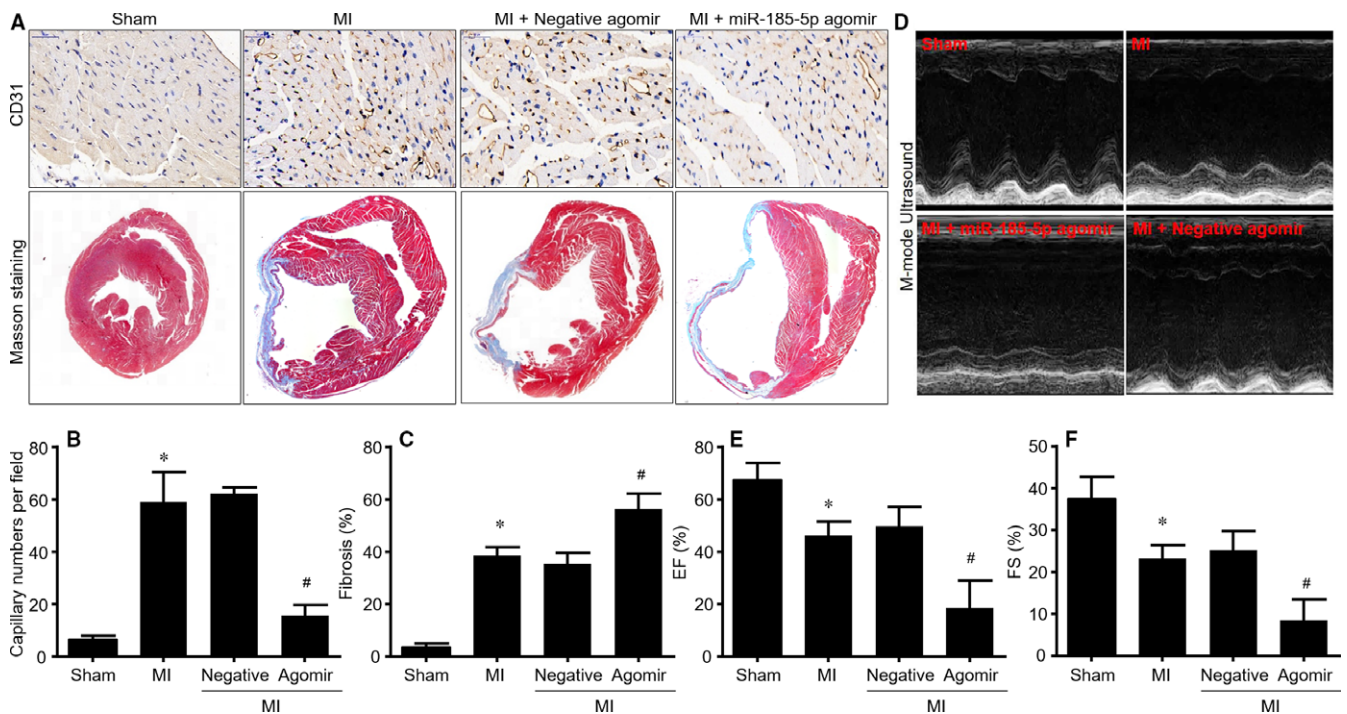 A
Sham
MI
MI + Negative agomir
MI + miR-185-5p agomir
CD31
Masson staining
D
M-mode Ultrasound
Sham
MI
MI + miR-185-5p agomir
MI + Negative agomir
B
Capillary numbers per field
80
60
40
20
0
*
#
Sham
MI
Negative
Agomir
MI
C
Fibrosis (%)
80
60
40
20
0
*
#
Sham
MI
Negative
Agomir
MI
E
EF (%)
80
60
40
20
0
*
#
Sham
MI
Negative
Agomir
MI
F
FS (%)
50
40
30
20
10
0
*
#
Sham
MI
Negative
Agomir
MI